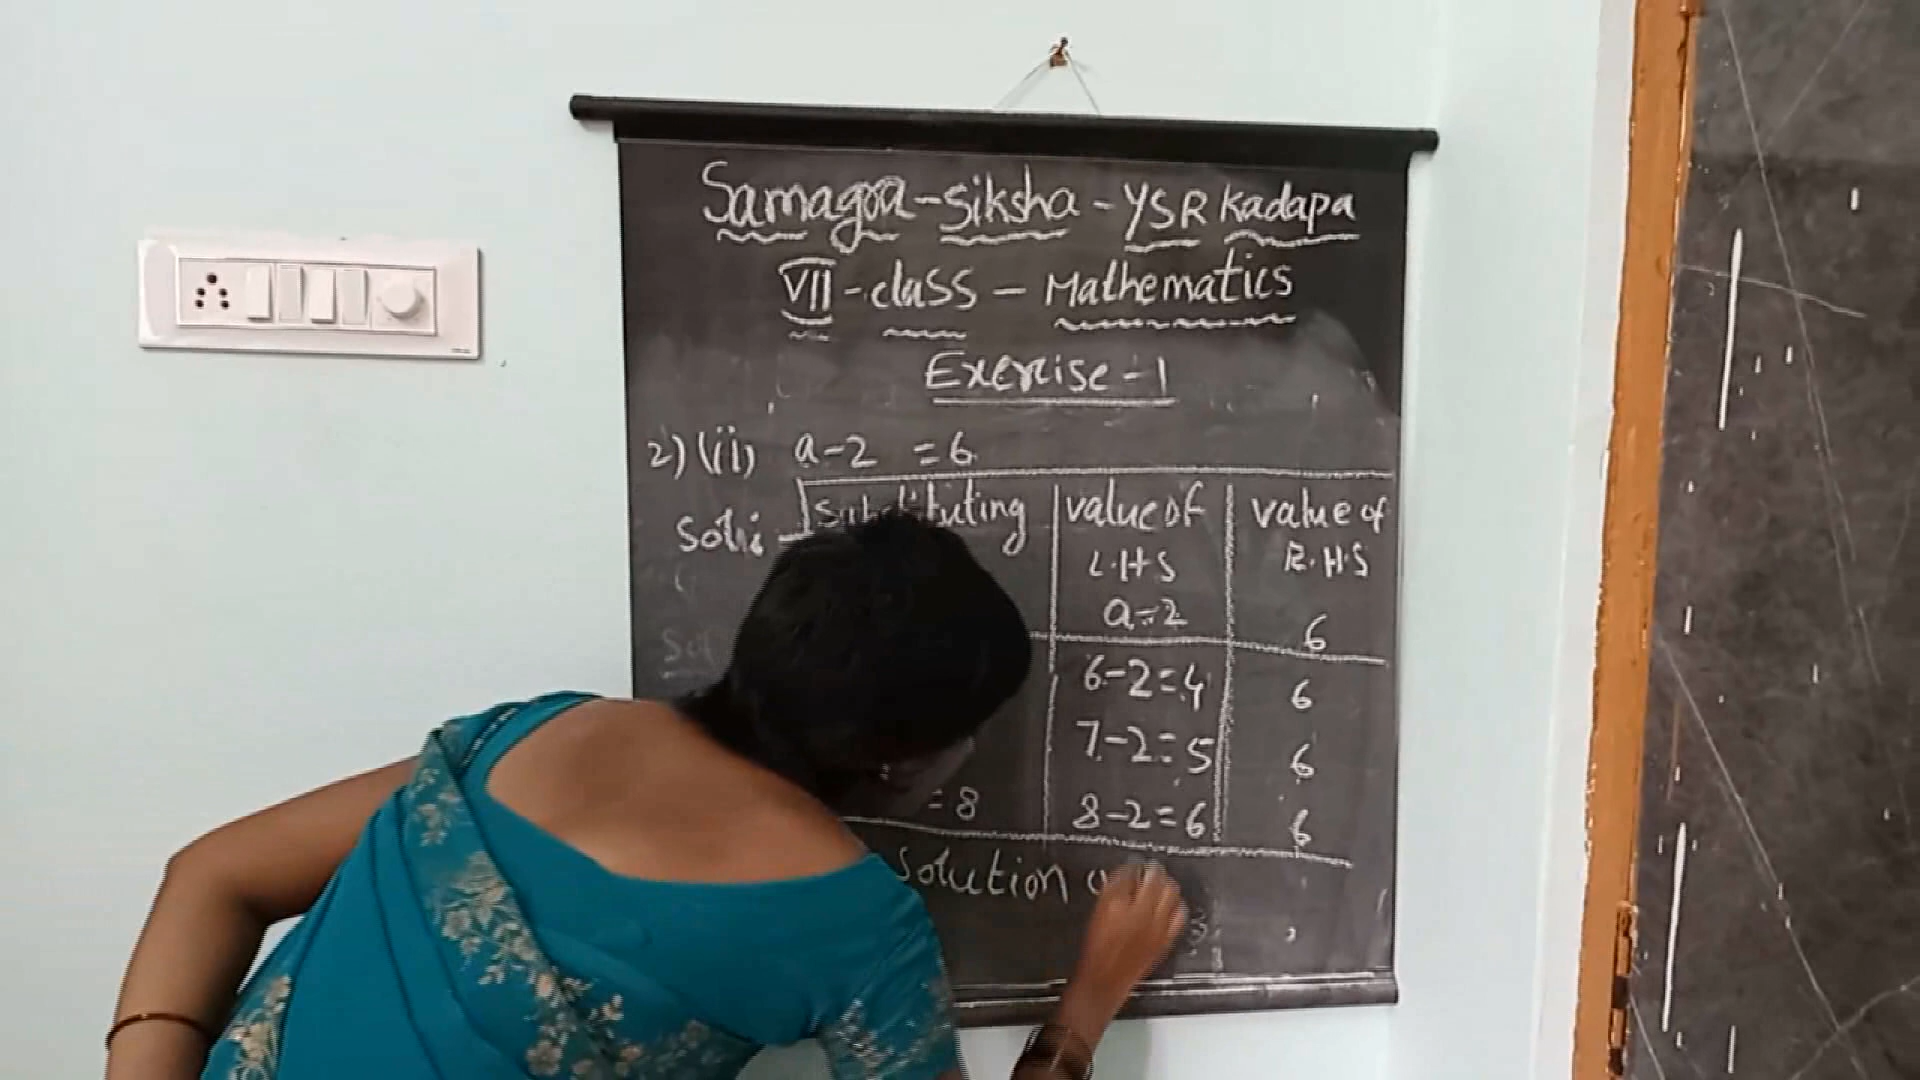 Samagra-Siksha-YSR Kadapa
VII-class-Mathematics
Exercise-1
2)(ii) a-2 =6
Substituting value of value of
Sol:- L.H.S R.H.S
a-2 6
6-2=4 6
7-2=5 6
=8 8-2=6 6
Solution